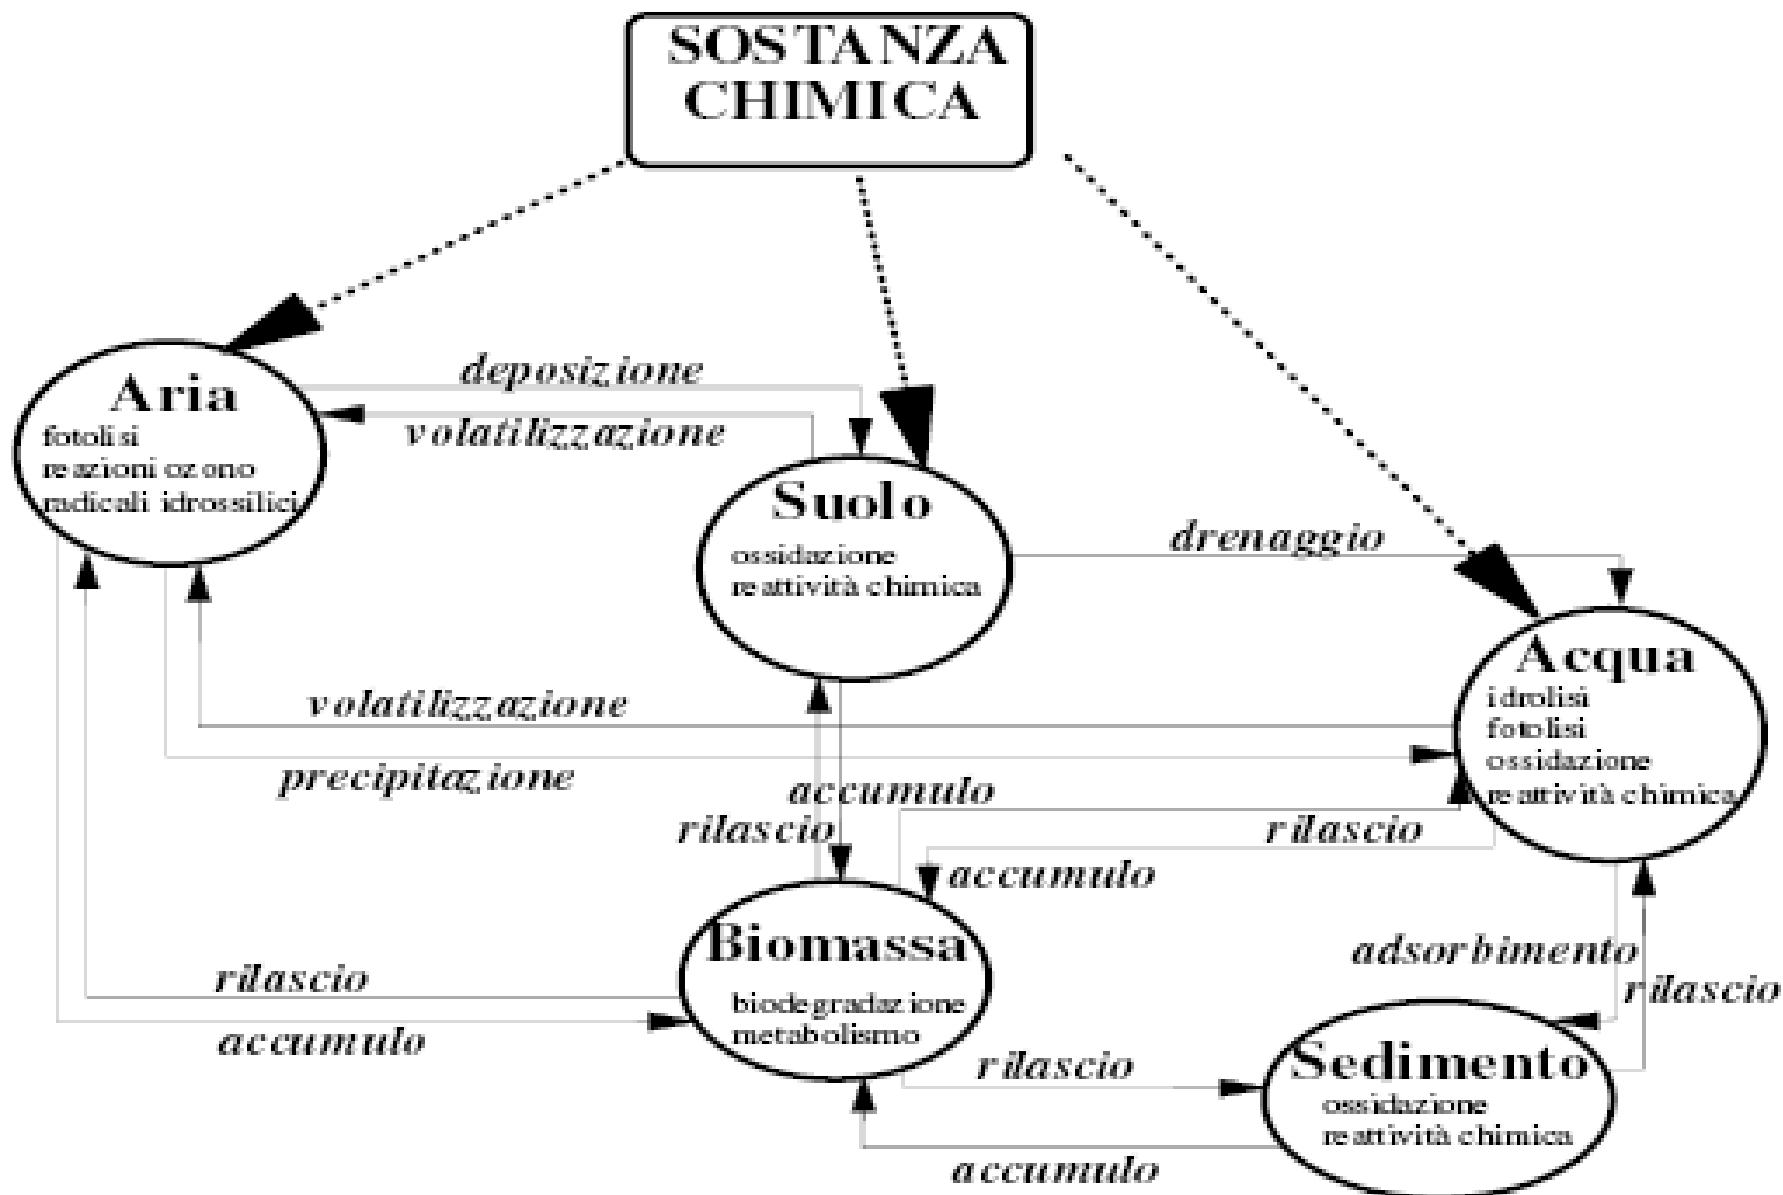 SOSTANZA
CHIMICA
Aria
fotolisi
reazioni ozono
radicali idrossilici
deposizione
volatilizzazione
Suolo
ossidazione
reattività chimica
drenaggio
Acqua
idrolisi
fotolisi
ossidazione
reattività chimica
volatilizzazione
precipitazione
accumulo
rilascio
rilascio
accumulo
Biomassa
biodegradazione
metabolismo
rilascio
accumulo
adsorbimento
rilascio
Sedimento
ossidazione
reattività chimica
rilascio
accumulo